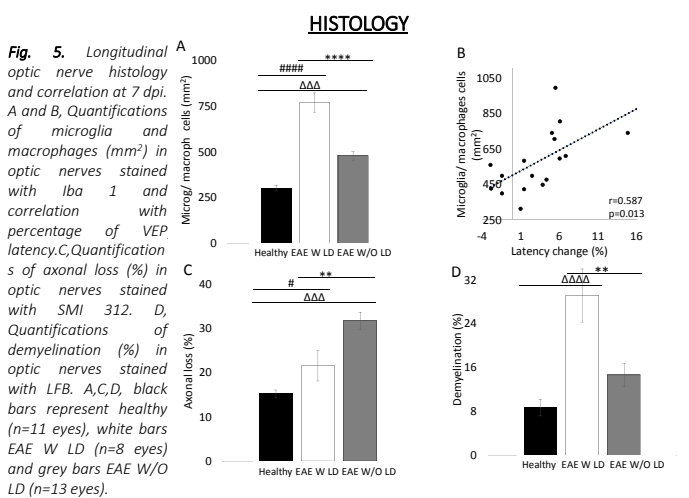 HISTOLOGY
Fig. 5. Longitudinal
optic nerve histology
and correlation at 7 dpi.
A and B, Quantifications
of microglia and
macrophages (mm²) in
optic nerves stained
with Iba 1 and
correlation with
percentage of VEP
latency.C,Quantification
s of axonal loss (%) in
optic nerves stained
with SMI 312. D,
Quantifications of
demyelination (%) in
optic nerves stained
with LFB. A,C,D, black
bars represent healthy
(n=11 eyes), white bars
EAE W LD (n=8 eyes)
and grey bars EAE W/O
LD (n=13 eyes).
A
Microg/ macroph cells (mm²)
1000
750
500
250
0
****
####
ΔΔΔ
Healthy EAE W LD EAE W/O LD
B
Microglia/ macrophages cells
(mm²)
1050
850
650
450
250
-4 1 6 11 16
Latency change (%)
r=0.587
p=0.013
C
Axonal loss (%)
40
30
20
10
0
**
#
ΔΔΔ
Healthy EAE W LD EAE W/O LD
D
Demyelination (%)
32
24
16
8
0
**
ΔΔΔΔ
Healthy EAE W LD EAE W/O LD